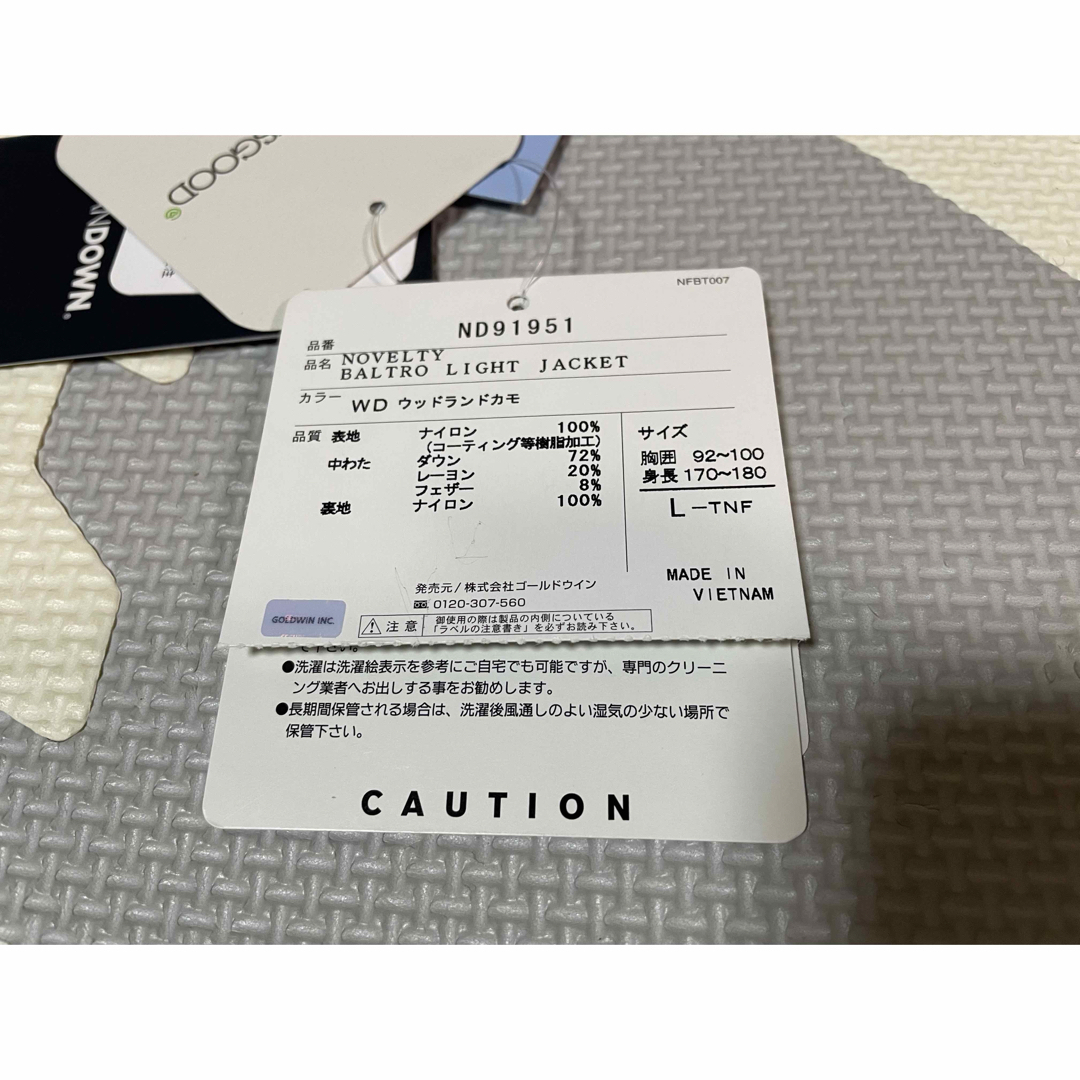 GOOD
DOWN.
NFBT007
品番 ND91951
品名 NOVELTY
BALTRO LIGHT JACKET
カラー WD ウッドランドカモ
品質 表地 ナイロン 100%
(コーティング等樹脂加工)
中わた ダウン 72%
レーヨン 20%
フェザー 8%
裏地 ナイロン 100%
サイズ
胸囲 92~100
身長 170~180
L-TNF
MADE IN
VIETNAM
発売元/株式会社ゴールドウイン
0120-307-560
GOLDWIN INC.
注意 御使用の際は製品の内側についている
「ラベルの注意書き」を必ずお読み下さい。
て下さい。
●洗濯は洗濯絵表示を参考にご自宅でも可能ですが、専門のクリーニ
ング業者へお出しする事をお勧めします。
●長期間保管される場合は、洗濯後風通しのよい湿気の少ない場所で
保管下さい。
CAUTION